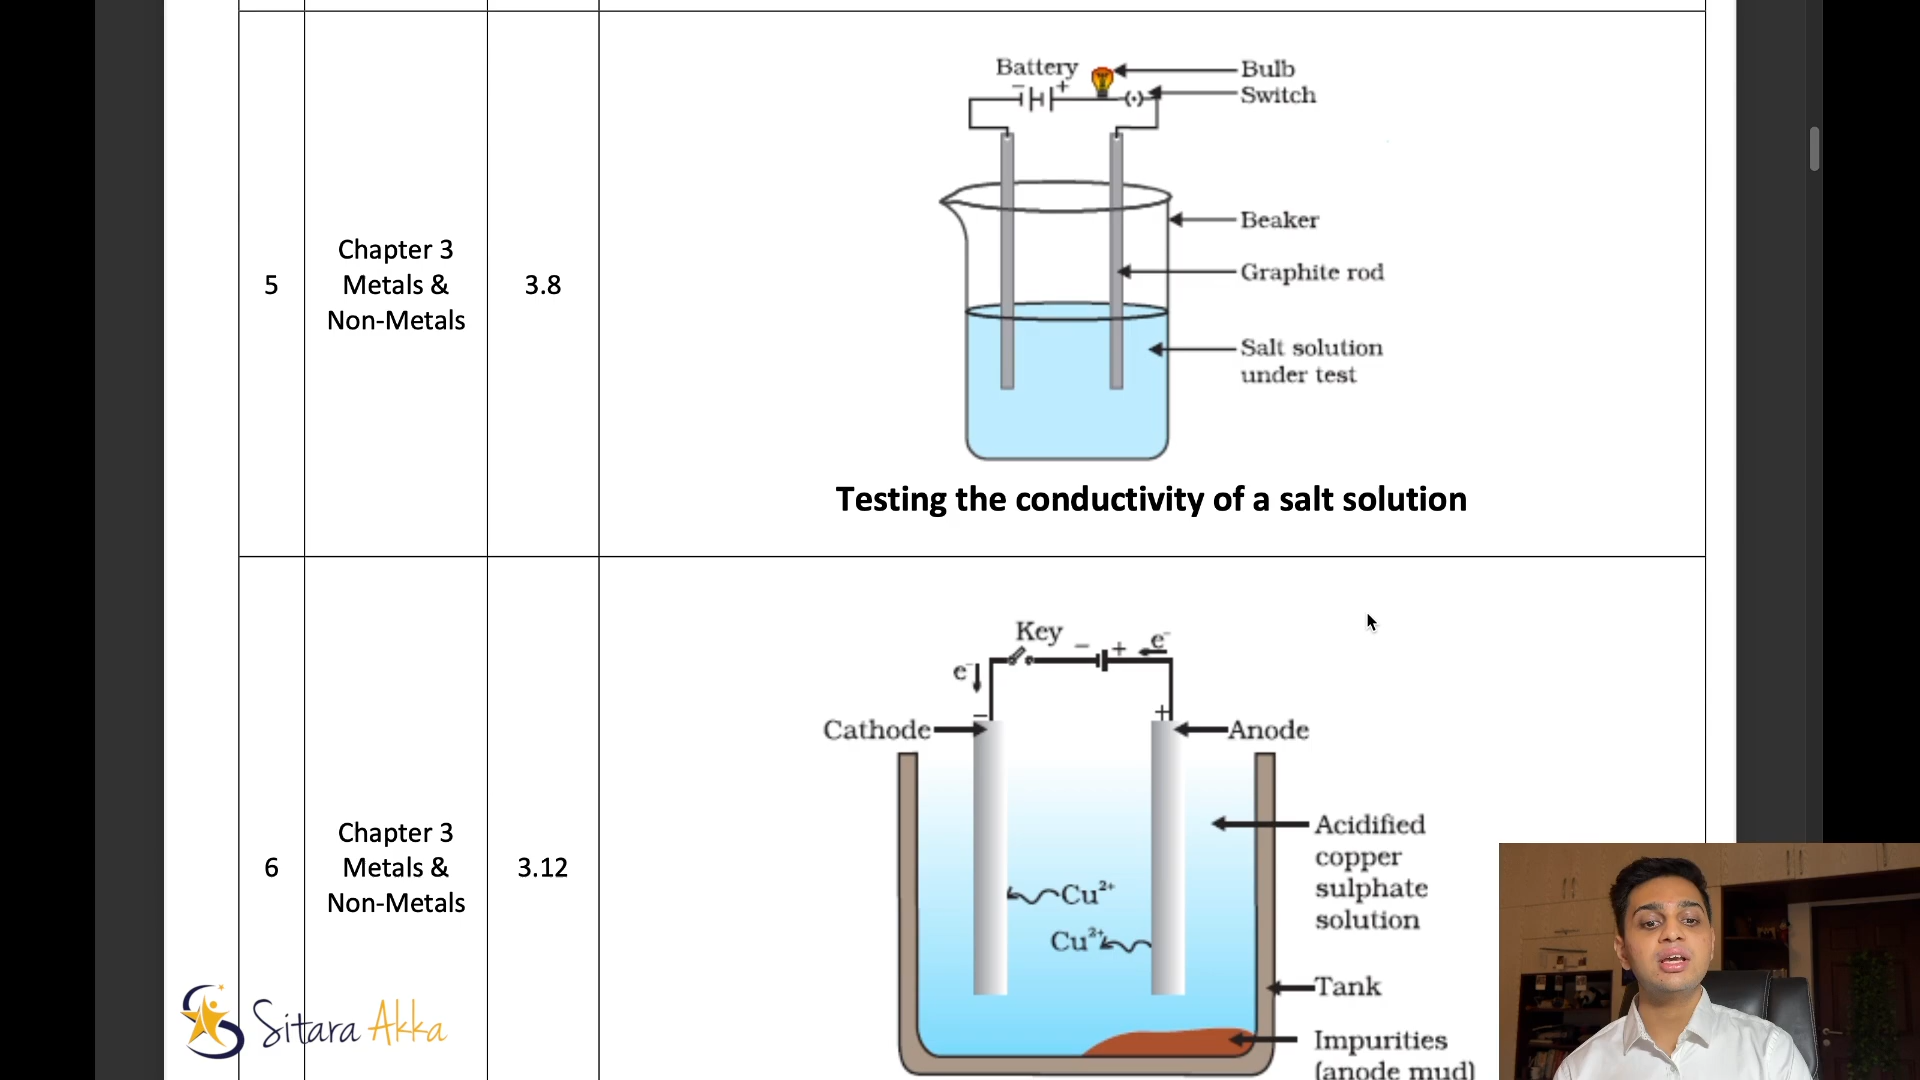 5
Chapter 3
Metals &
Non-Metals
3.8
Battery
− +
Bulb
Switch
Beaker
Graphite rod
Salt solution
under test
Testing the conductivity of a salt solution
6
Chapter 3
Metals &
Non-Metals
3.12
Key
− +
e⁻
e⁻
−
+
Cathode
Anode
Acidified
copper
sulphate
solution
Cu²⁺
Cu²⁺
Tank
Impurities
(anode mud)
Sitara Akka